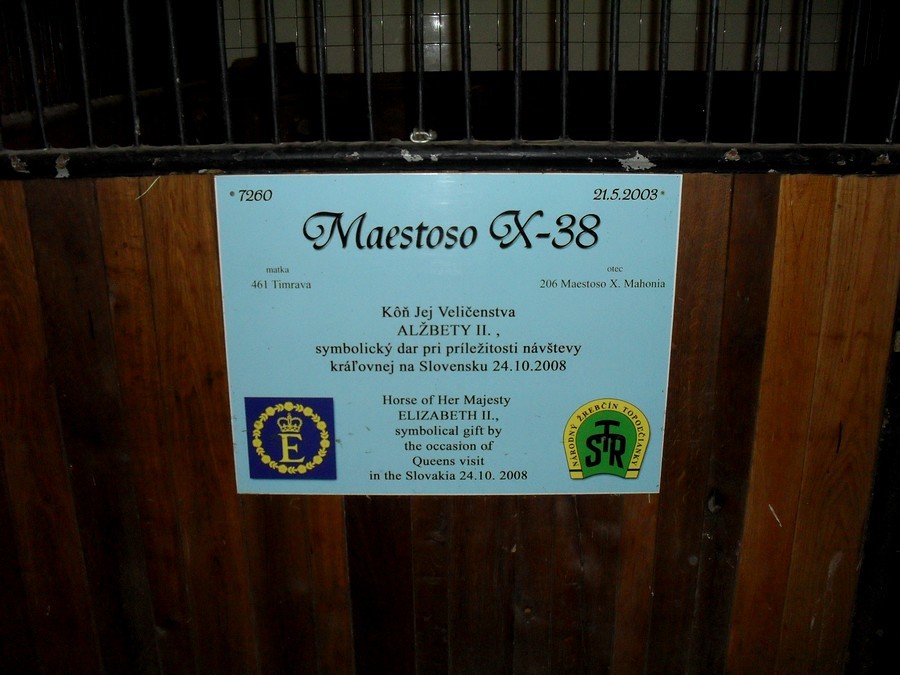 * 7260 21.5.2003*
Maestoso X-38
matka otec
461 Timrava 206 Maestoso X. Mahonia
Kôň Jej Veličenstva
ALŽBETY II. ,
symbolický dar pri príležitosti návštevy
kráľovnej na Slovensku 24.10.2008
Horse of Her Majesty
ELIZABETH II.,
symbolical gift by
the occasion of
Queens visit
in the Slovakia 24.10. 2008
E
NÁRODNÝ ŽREBČÍN TOPOĽČIANKY
STR